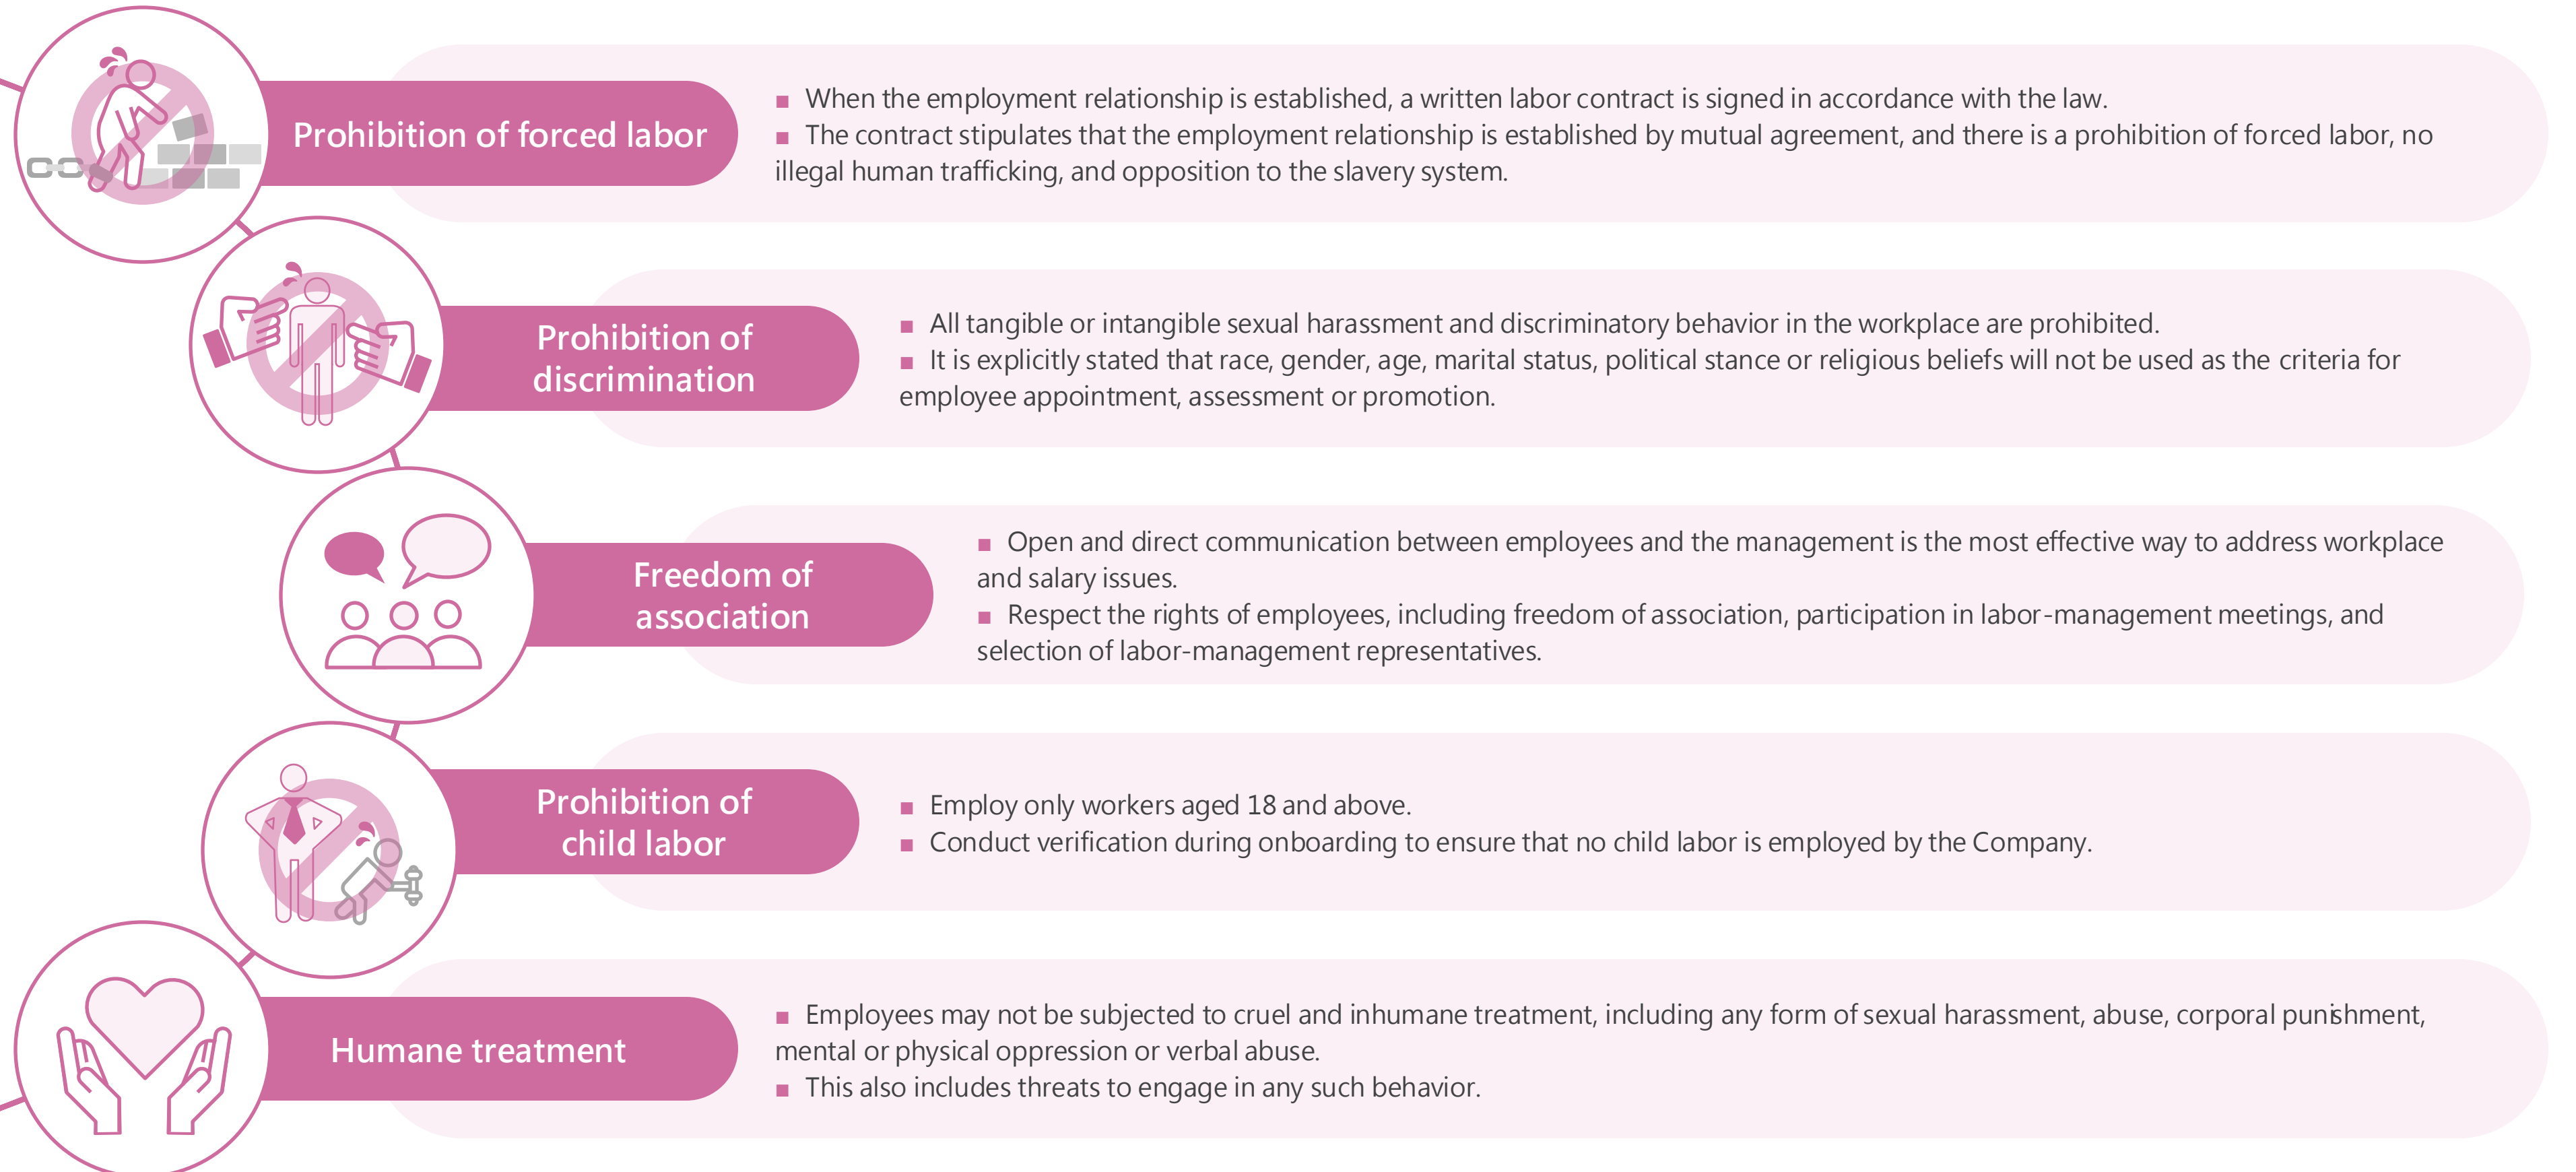 Prohibition of forced labor
■ When the employment relationship is established, a written labor contract is signed in accordance with the law.
■ The contract stipulates that the employment relationship is established by mutual agreement, and there is a prohibition of forced labor, no
illegal human trafficking, and opposition to the slavery system.
Prohibition of
discrimination
■ All tangible or intangible sexual harassment and discriminatory behavior in the workplace are prohibited.
■ It is explicitly stated that race, gender, age, marital status, political stance or religious beliefs will not be used as the criteria for
employee appointment, assessment or promotion.
Freedom of
association
■ Open and direct communication between employees and the management is the most effective way to address workplace
and salary issues.
■ Respect the rights of employees, including freedom of association, participation in labor-management meetings, and
selection of labor-management representatives.
Prohibition of
child labor
■ Employ only workers aged 18 and above.
■ Conduct verification during onboarding to ensure that no child labor is employed by the Company.
Humane treatment
■ Employees may not be subjected to cruel and inhumane treatment, including any form of sexual harassment, abuse, corporal punishment,
mental or physical oppression or verbal abuse.
■ This also includes threats to engage in any such behavior.